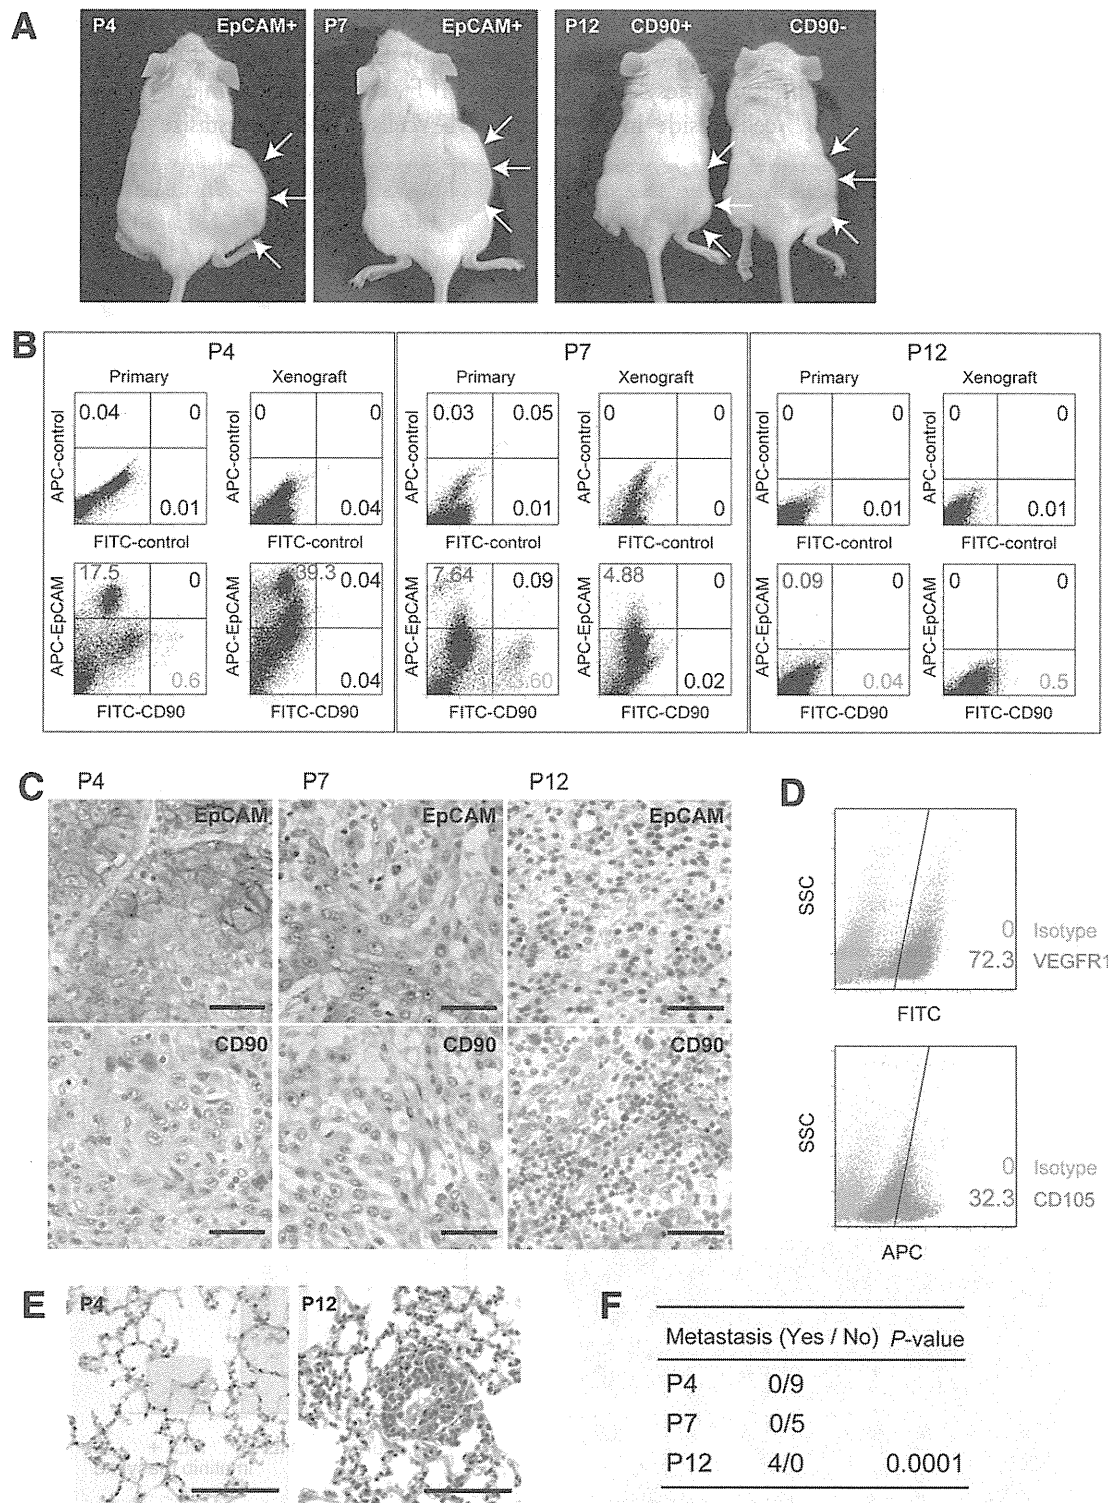 A
P4 EpCAM+
P7 EpCAM+
P12 CD90+ CD90-
B
P4
P7
P12
Primary Xenograft Primary Xenograft Primary Xenograft
APC-control 0.04 0 0.01
APC-control 0 0 0.04
APC-control 0.03 0.05 0.01
APC-control 0 0 0
APC-control 0 0 0.01
APC-control 0 0 0.01
FITC-control FITC-control FITC-control FITC-control FITC-control FITC-control
APC-EpCAM 17.5 0 0.6
APC-EpCAM 39.3 0.04 0.04
APC-EpCAM 7.64 0.09 .60
APC-EpCAM 4.88 0 0.02
APC-EpCAM 0.09 0 0.04
APC-EpCAM 0 0 0.5
FITC-CD90 FITC-CD90 FITC-CD90 FITC-CD90 FITC-CD90 FITC-CD90
C
P4 P7 P12
EpCAM EpCAM EpCAM
CD90 CD90 CD90
D
SSC
0 Isotype
72.3 VEGFR1
FITC
SSC
0 Isotype
32.3 CD105
APC
E
P4
P12
F
Metastasis (Yes / No) P-value
P4 0/9
P7 0/5
P12 4/0 0.0001